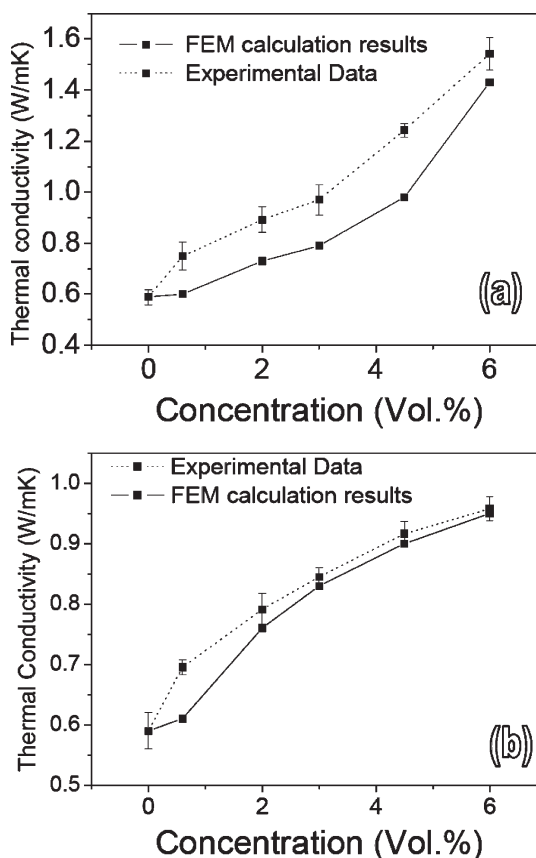 FEM calculation results
Experimental Data
Thermal conductivity (W/mK)
1.6
1.4
1.2
1.0
0.8
0.6
0.4
0 2 4 6
Concentration (Vol.%)
(a)
Experimental Data
FEM calculation results
Thermal Conductivity (W/mK)
1.0
0.9
0.8
0.7
0.6
0.5
0 2 4 6
Concentration (Vol.%)
(b)